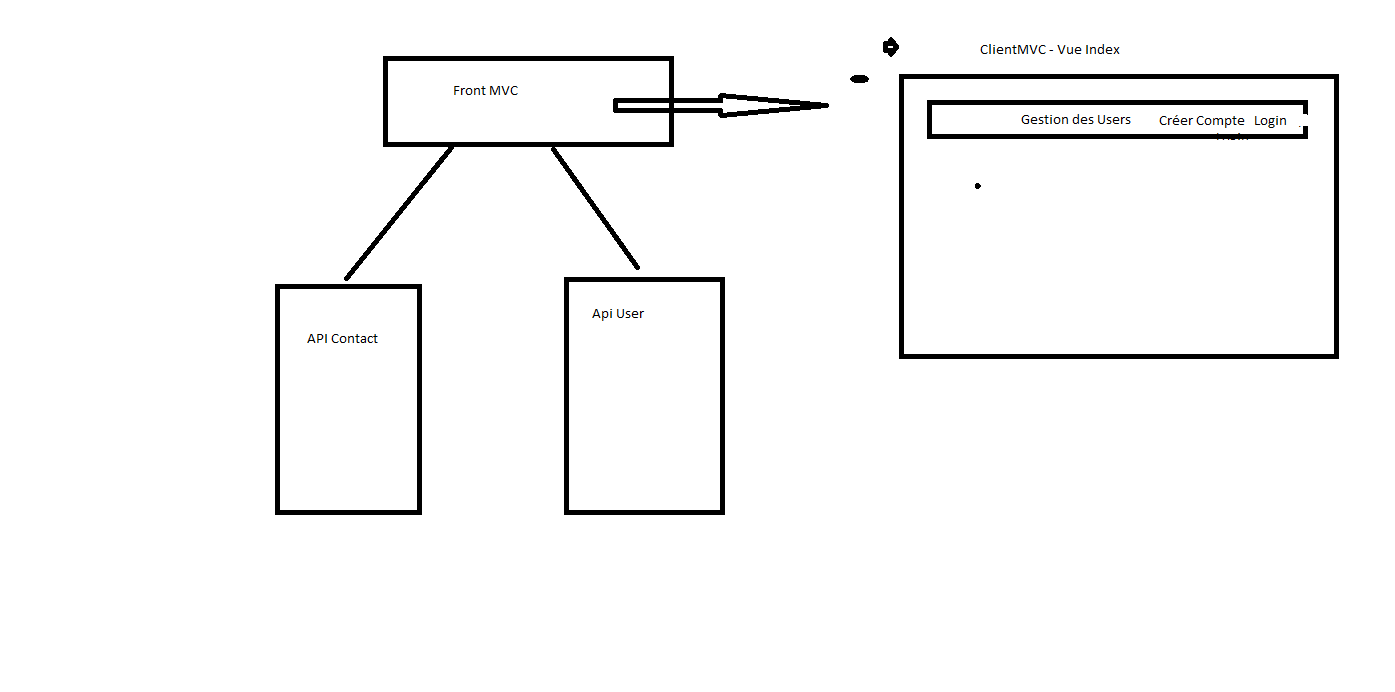 ClientMVC - Vue Index
Front MVC
Gestion des Users Créer Compte Login
API Contact
Api User